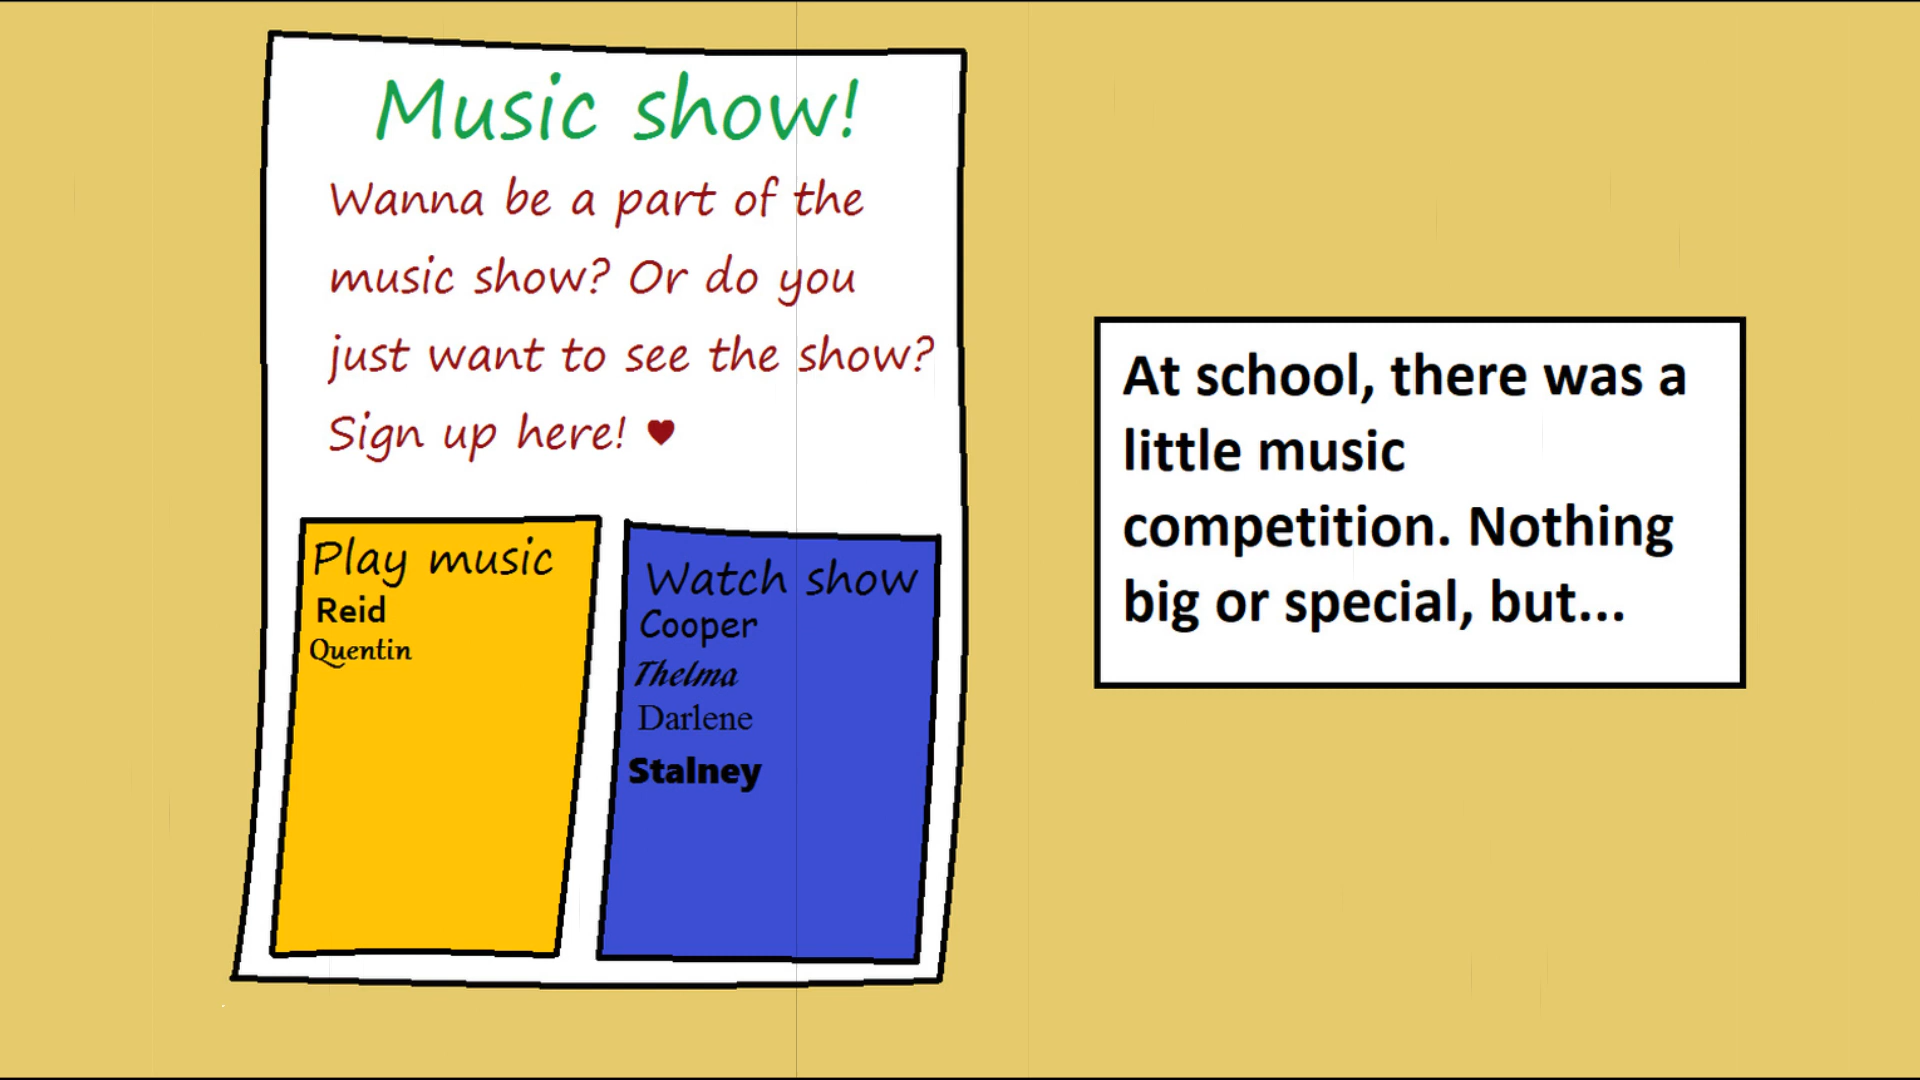 Music show!
Wanna be a part of the
music show? Or do you
just want to see the show?
Sign up here! ♥
Play music
Reid
Quentin
Watch show
Cooper
Thelma
Darlene
Stalney
At school, there was a
little music
competition. Nothing
big or special, but...